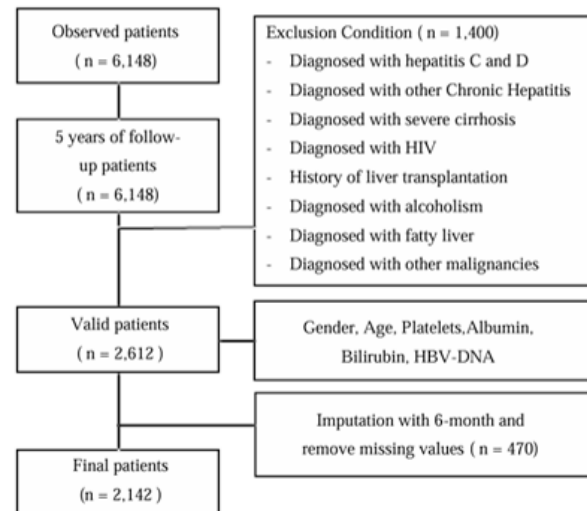 Observed patients
( n = 6,148)
5 years of follow-
up patients
( n = 6,148)
Exclusion Condition ( n = 1,400)
- Diagnosed with hepatitis C and D
- Diagnosed with other Chronic Hepatitis
- Diagnosed with severe cirrhosis
- Diagnosed with HIV
- History of liver transplantation
- Diagnosed with alcoholism
- Diagnosed with fatty liver
- Diagnosed with other malignancies
Valid patients
( n = 2,612 )
Gender, Age, Platelets,Albumin,
Bilirubin, HBV-DNA
Imputation with 6-month and
remove missing values ( n = 470)
Final patients
(n = 2,142 )